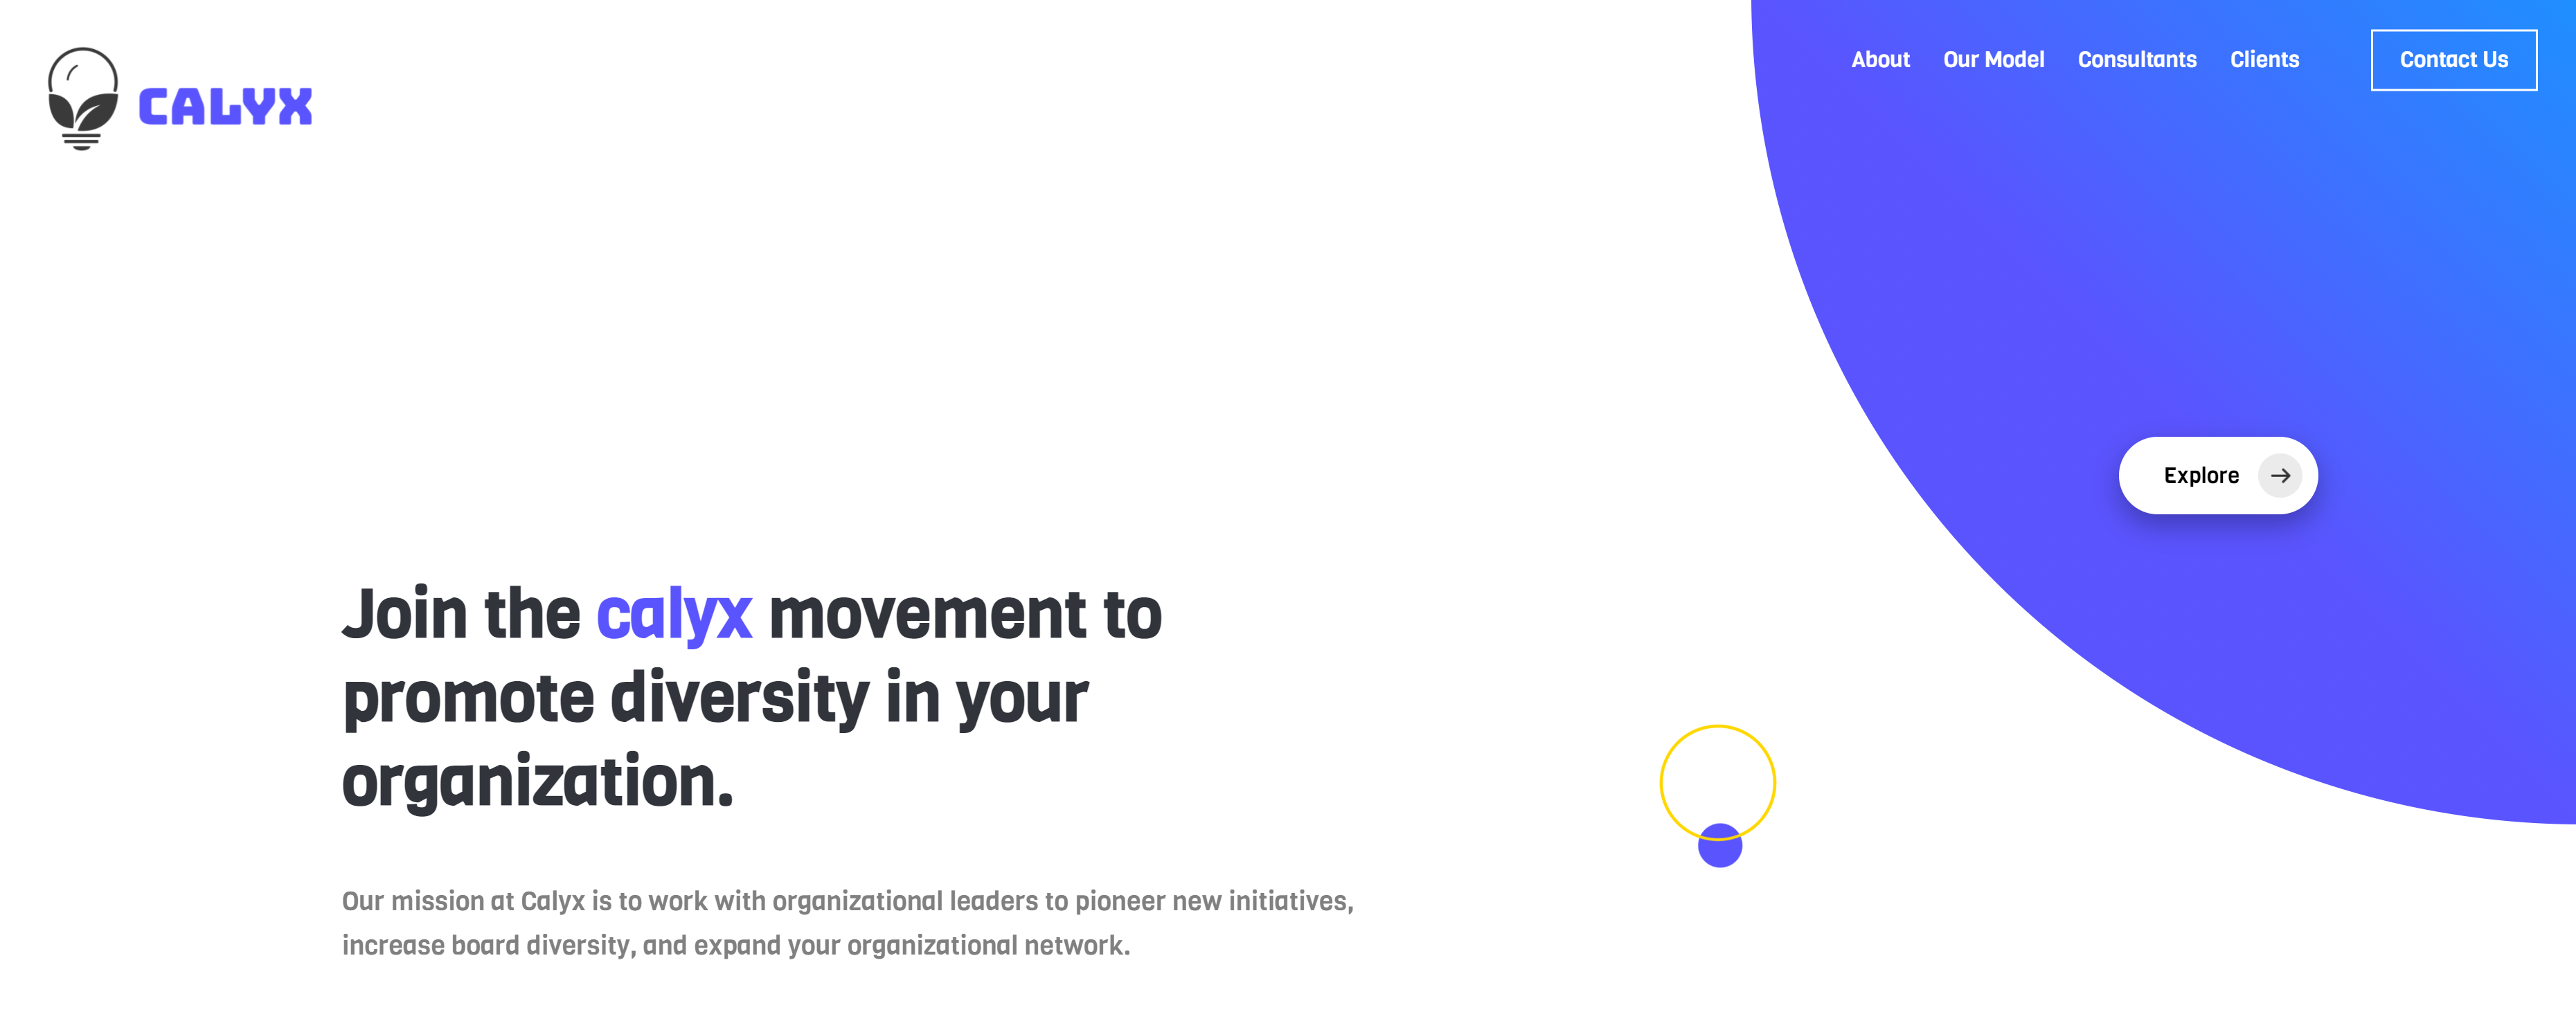 CALYX
About
Our Model
Consultants
Clients
Contact Us
Explore
Join the calyx movement to
promote diversity in your
organization.
Our mission at Calyx is to work with organizational leaders to pioneer new initiatives,
increase board diversity, and expand your organizational network.